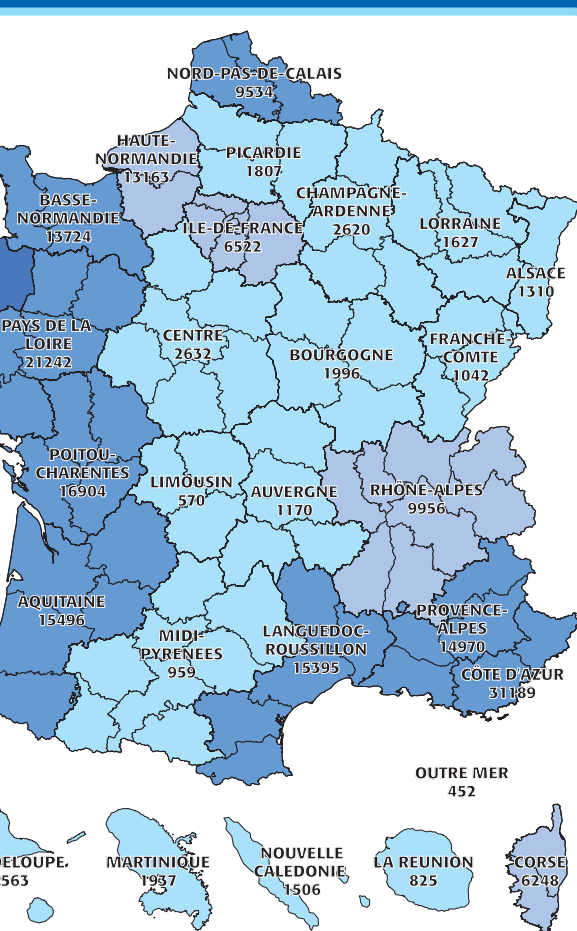 NORD-PAS-DE-CALAIS
9534
HAUTE-
NORMANDIE
13163
PICARDIE
1807
BASSE-
NORMANDIE
13724
ÎLE-DE-FRANCE
6522
CHAMPAGNE-
ARDENNE
2620
LORRAINE
1627
ALSACE
1310
PAYS DE LA
LOIRE
21242
CENTRE
2632
BOURGOGNE
1996
FRANCHE-
COMTE
1042
POITOU-
CHARENTES
16904
LIMOUSIN
570
AUVERGNE
1170
RHÔNE-ALPES
9956
AQUITAINE
15496
MIDI-
PYRENEES
959
LANGUEDOC-
ROUSSILLON
15395
PROVENCE-
ALPES
14970
CÔTE D'AZUR
31189
OUTRE MER
452
DELOUPE
563
MARTINIQUE
1937
NOUVELLE
CALEDONIE
1506
LA REUNION
825
CORSE
6248